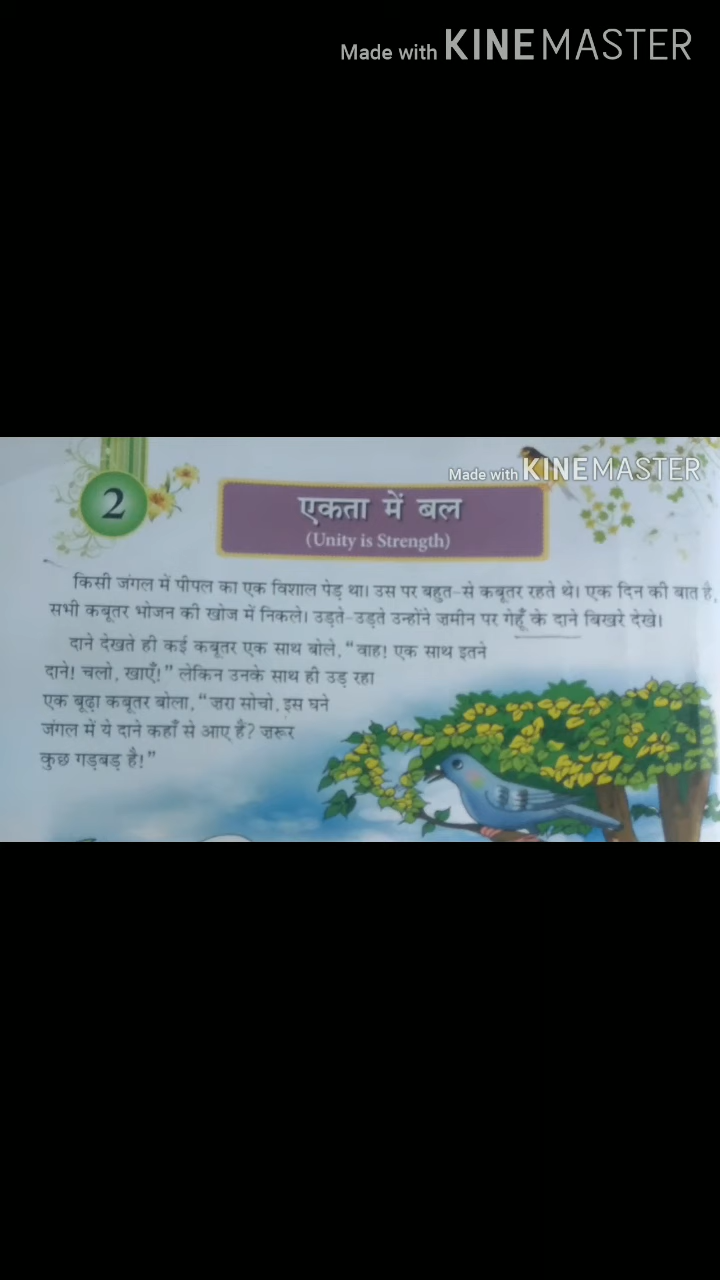 Made with KINEMASTER
Made with KINEMASTER
2
एकता में बल
(Unity is Strength)
किसी जंगल में पीपल का एक विशाल पेड़ था। उस पर बहुत-से कबूतर रहते थे। एक दिन की बात है,
सभी कबूतर भोजन की खोज में निकले। उड़ते-उड़ते उन्होंने ज़मीन पर गेहूँ के दाने बिखरे देखे।
दाने देखते ही कई कबूतर एक साथ बोले, “वाह! एक साथ इतने
दाने! चलो, खाएँ!” लेकिन उनके साथ ही उड़ रहा
एक बूढ़ा कबूतर बोला, “ज़रा सोचो, इस घने
जंगल में ये दाने कहाँ से आए हैं? ज़रूर
कुछ गड़बड़ है!”